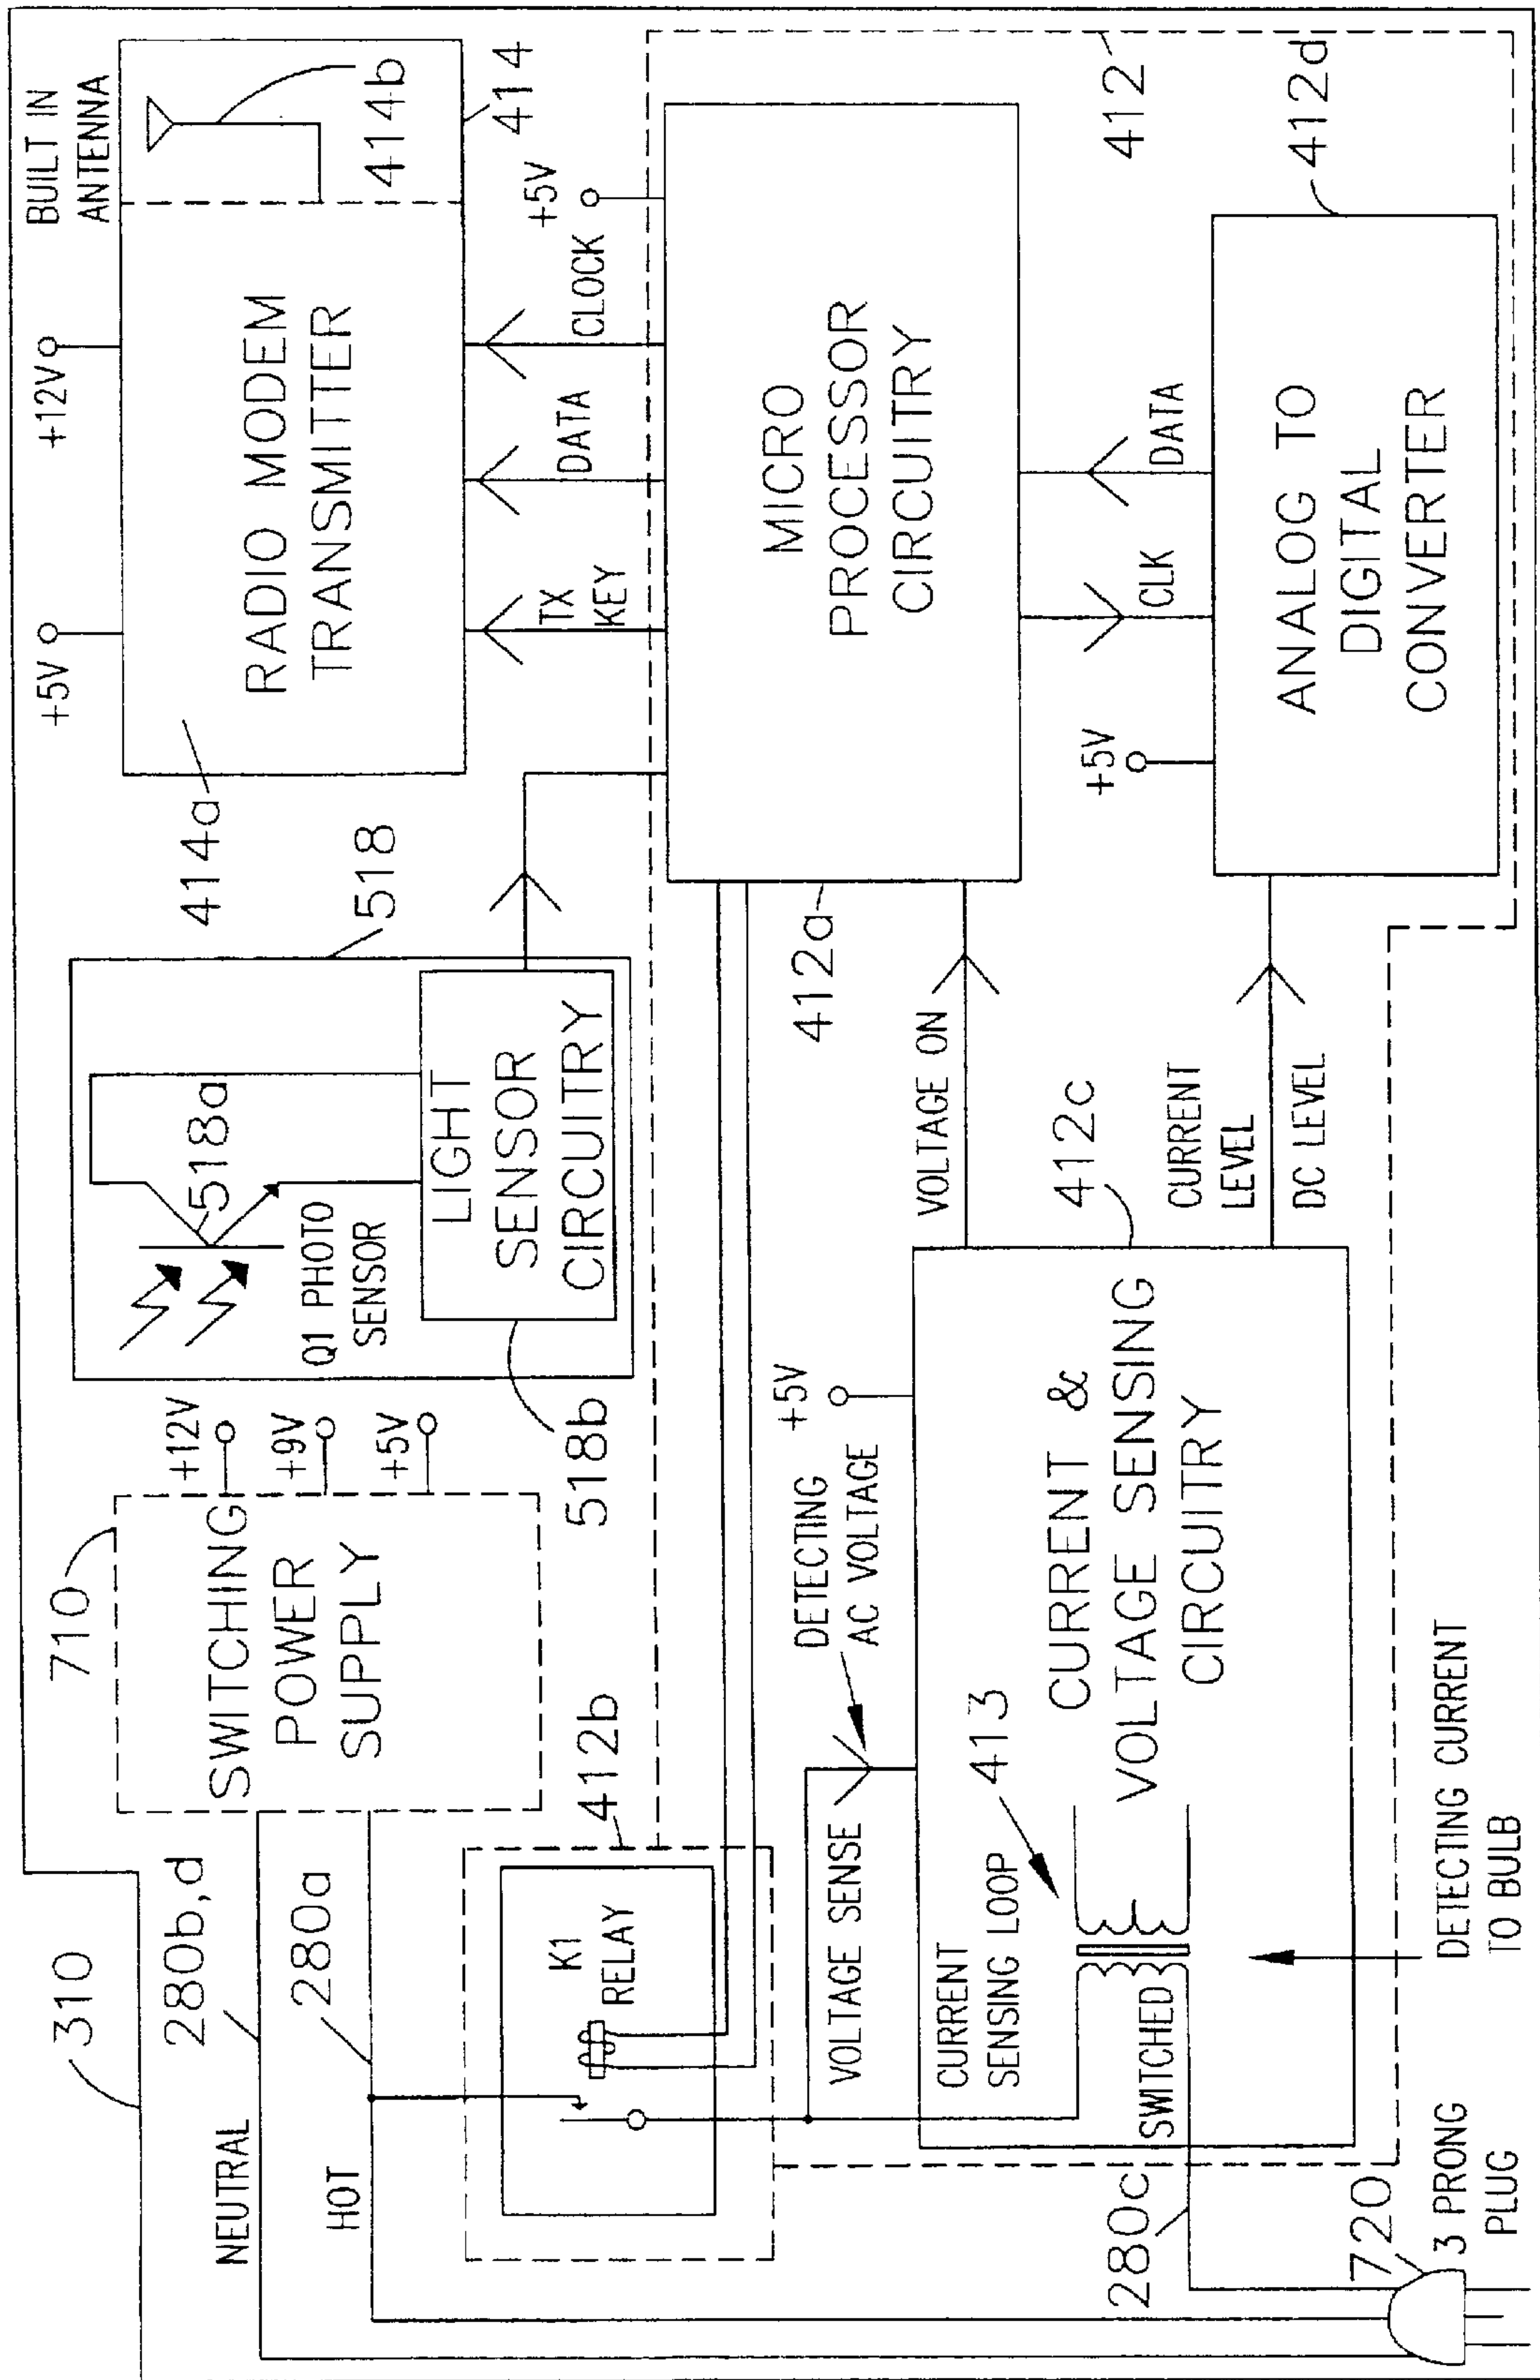 310
NEUTRAL
280b,d
HOT
280a
710
SWITCHING
POWER
SUPPLY
+12V
+9V
+5V
518
518a
Q1 PHOTO
SENSOR
LIGHT
SENSOR
CIRCUITRY
518b
414a
+5V
+12V
BUILT IN
ANTENNA
RADIO MODEM
TRANSMITTER
414b
414
TX
KEY
DATA
CLOCK
+5V
412b
K1
RELAY
412a
MICRO
PROCESSOR
CIRCUITRY
412
VOLTAGE SENSE
DETECTING
AC VOLTAGE
+5V
VOLTAGE ON
412c
CURRENT
LEVEL
DC LEVEL
CURRENT
SENSING LOOP
413
SWITCHED
CURRENT &
VOLTAGE SENSING
CIRCUITRY
CLK
DATA
+5V
412d
ANALOG TO
DIGITAL
CONVERTER
280c
720
3 PRONG
PLUG
DETECTING CURRENT
TO BULB